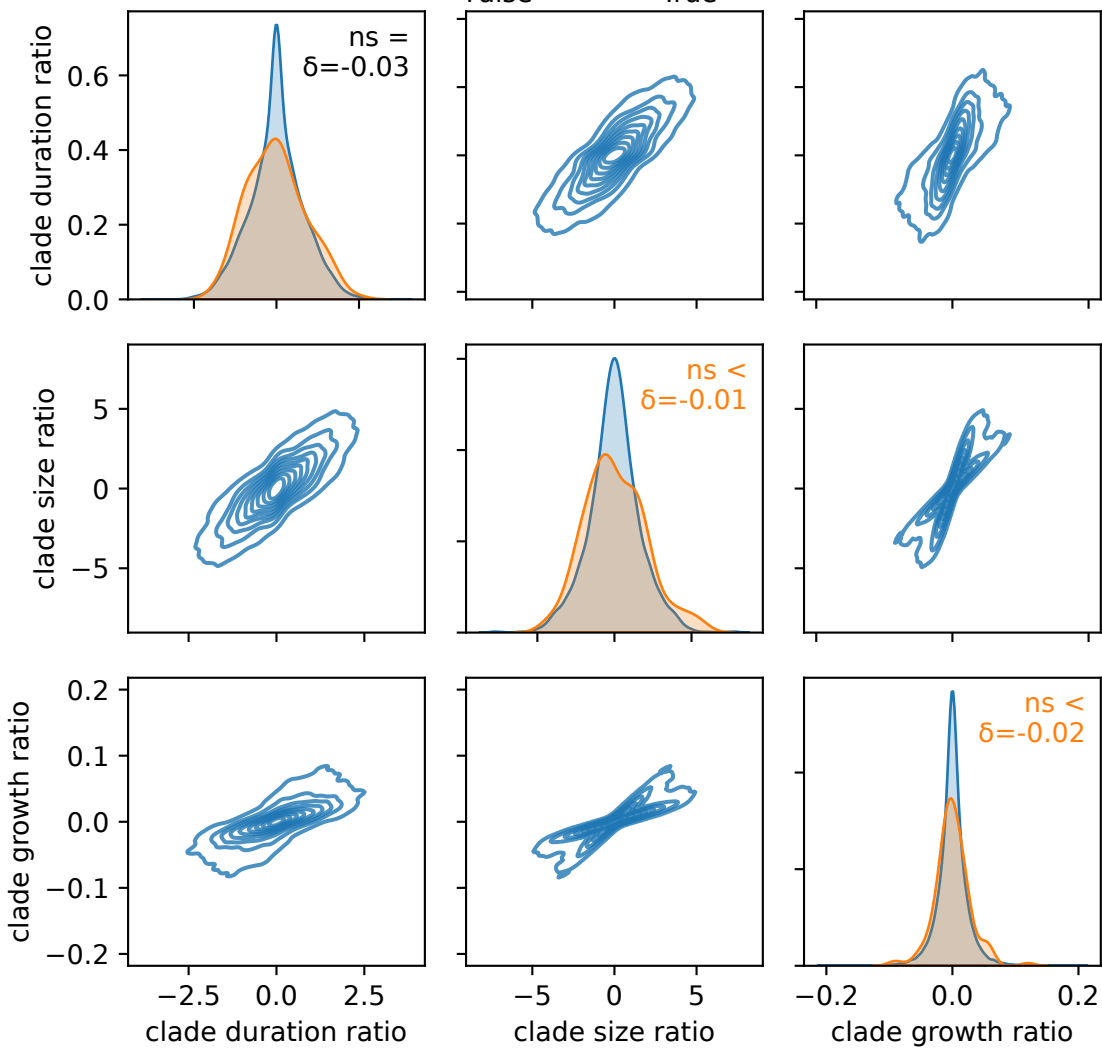 clade duration ratio
0.6
0.4
0.2
0.0
ns =
δ=-0.03
clade size ratio
5
0
−5
ns <
δ=-0.01
clade growth ratio
0.2
0.1
0.0
−0.1
−0.2
ns <
δ=-0.02
−2.5
0.0
2.5
−5
0
5
−0.2
0.0
0.2
clade duration ratio
clade size ratio
clade growth ratio